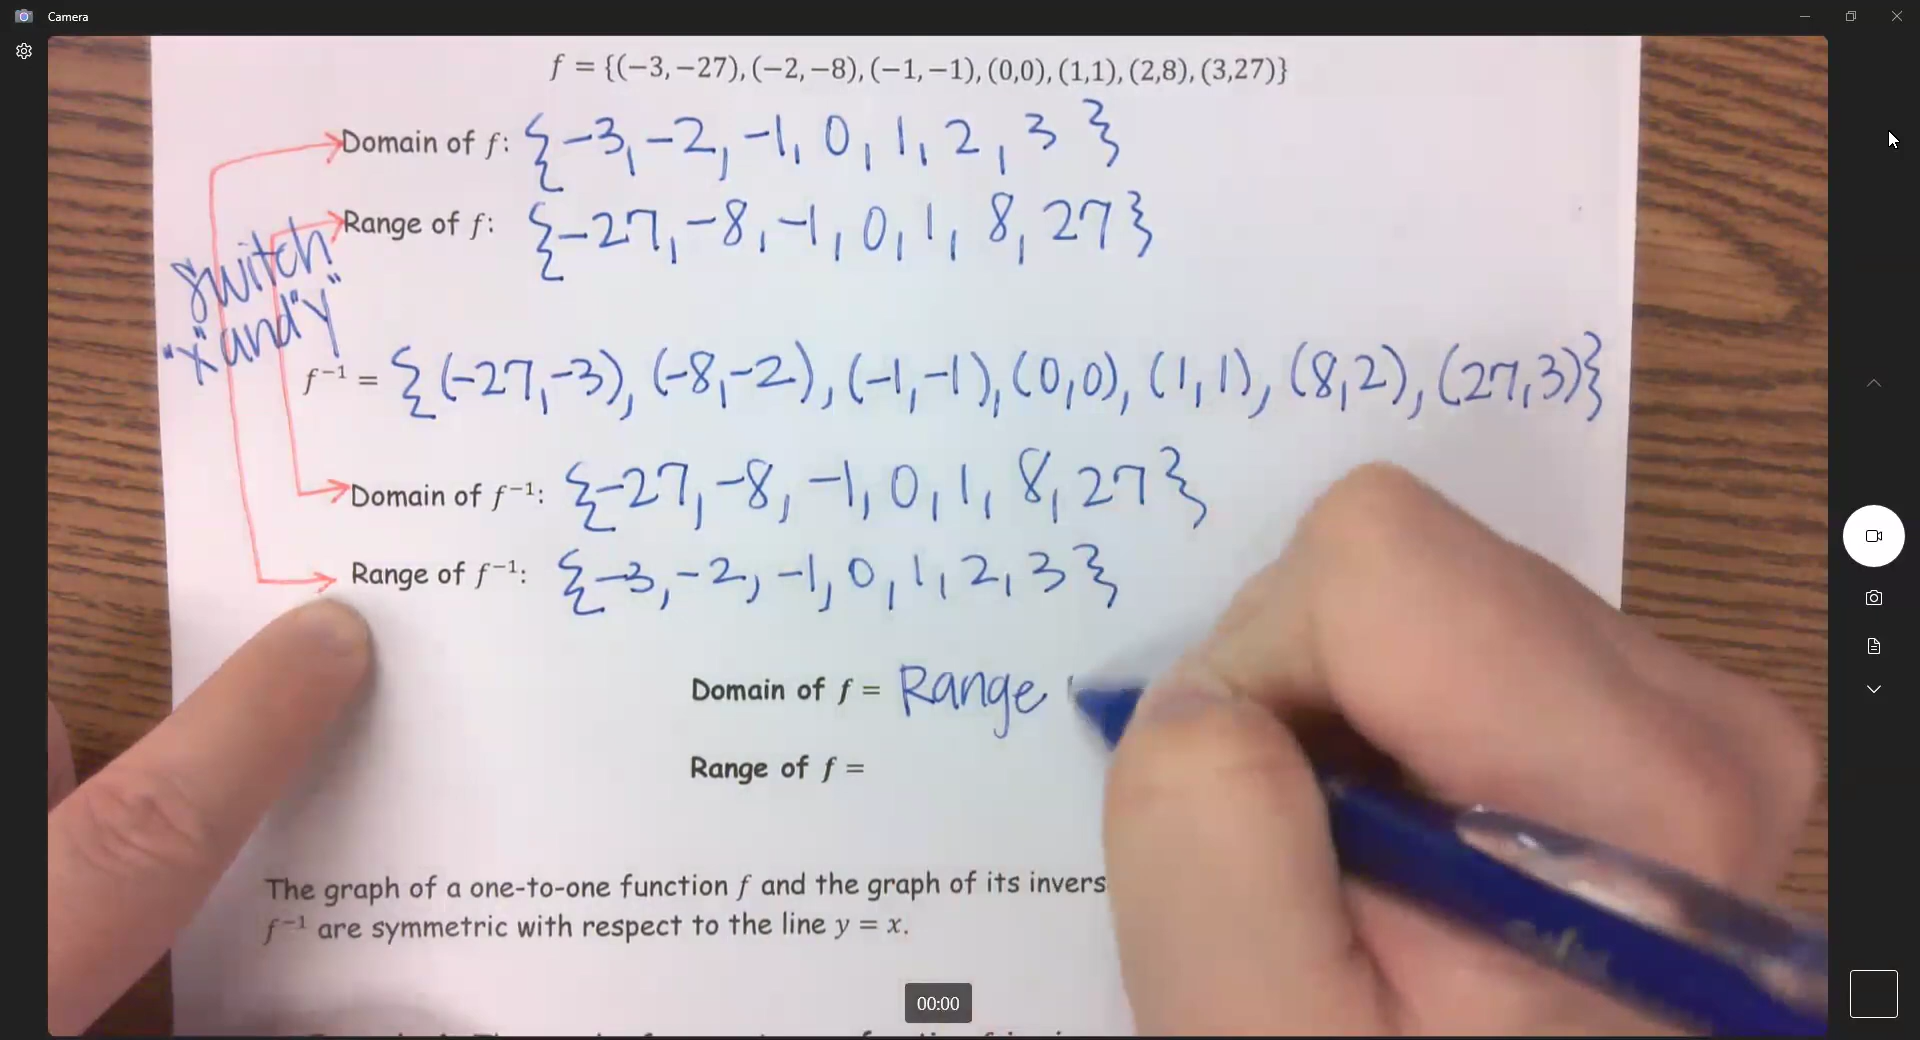 Camera
f = {(−3, −27), (−2, −8), (−1, −1), (0,0), (1,1), (2,8), (3,27)}
Domain of f: {-3, -2, -1, 0, 1, 2, 3}
Range of f: {-27, -8, -1, 0, 1, 8, 27}
Switch
"x" and "y"
f⁻¹ = {(-27,-3), (-8,-2), (-1,-1), (0,0), (1,1), (8,2), (27,3)}
Domain of f⁻¹: {-27, -8, -1, 0, 1, 8, 27}
Range of f⁻¹: {-3, -2, -1, 0, 1, 2, 3}
Domain of f = Range
Range of f =
The graph of a one-to-one function f and the graph of its invers
f⁻¹ are symmetric with respect to the line y = x.
00:00